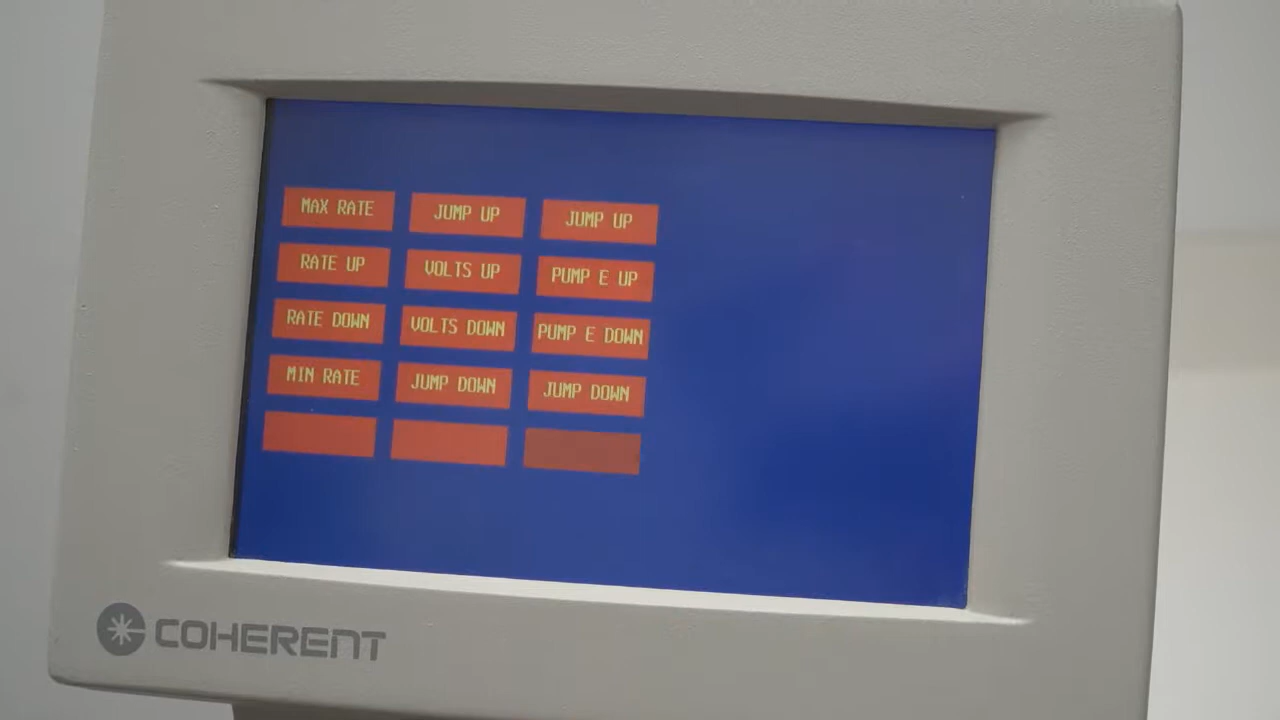 MAX RATE JUMP UP JUMP UP
RATE UP VOLTS UP PUMP E UP
RATE DOWN VOLTS DOWN PUMP E DOWN
MIN RATE JUMP DOWN JUMP DOWN
COHERENT